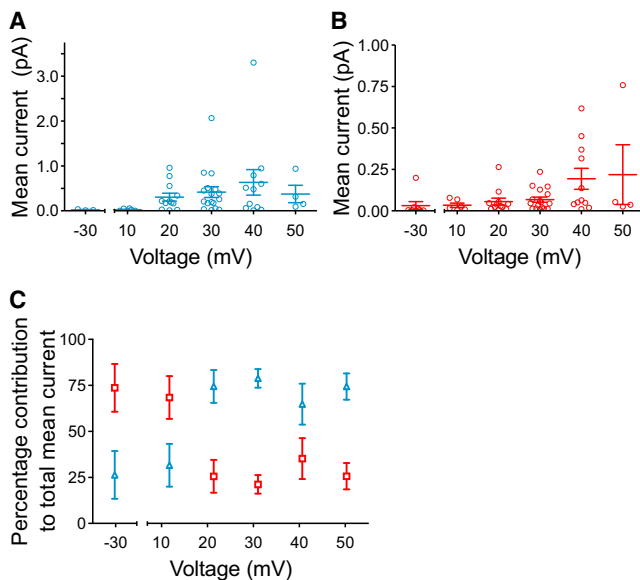 A
Mean current (pA)
3.0
2.0
1.0
0.0
-30 10 20 30 40 50
Voltage (mV)
B
Mean current (pA)
1.00
0.75
0.50
0.25
0.00
-30 10 20 30 40 50
Voltage (mV)
C
Percentage contribution
to total mean current
100
75
50
25
0
-30 10 20 30 40 50
Voltage (mV)